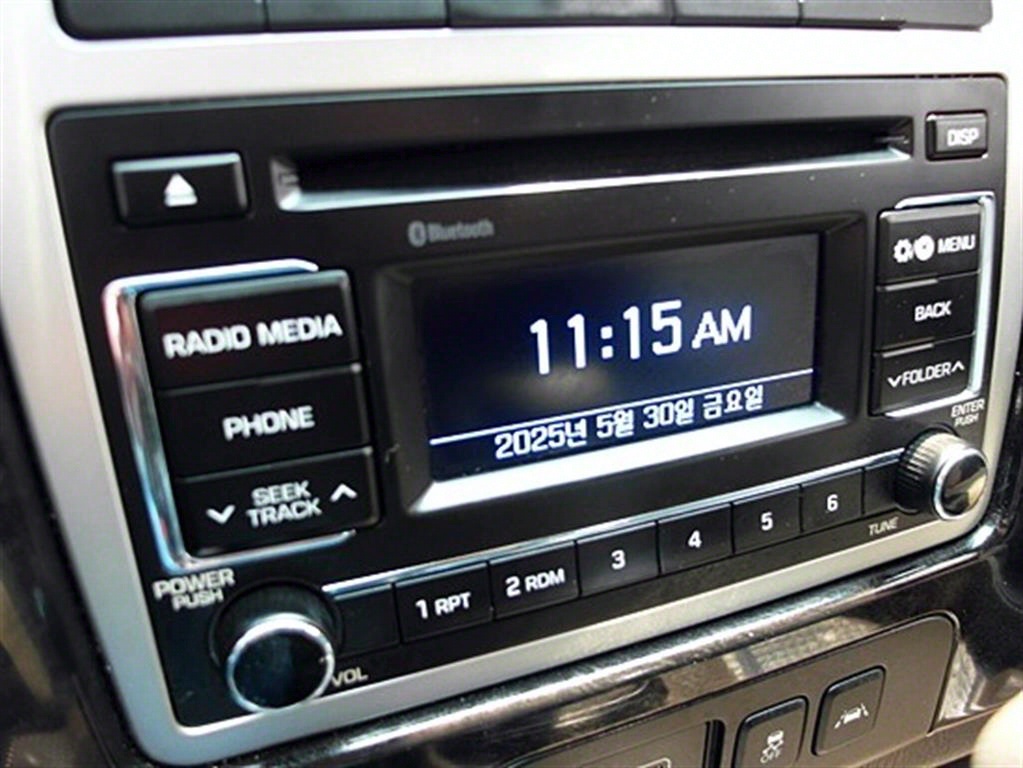 DISP
Bluetooth
MENU
RADIO MEDIA
11:15 AM
BACK
PHONE
FOLDER
2025년 5월 30일 금요일
ENTER
PUSH
SEEK
TRACK
6
5
4
3
2 RDM
1 RPT
TUNE
POWER
PUSH
VOL
OFF